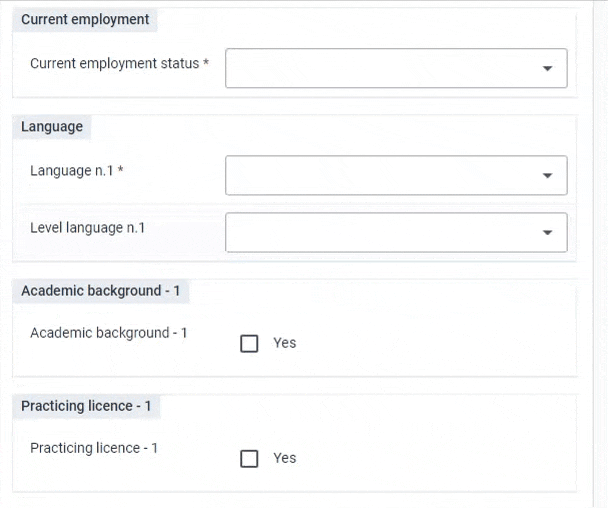 Current employment
Current employment status *
Language
Language n.1 *
Level language n.1
Academic background - 1
Academic background - 1
Yes
Practicing licence - 1
Practicing licence - 1
Yes